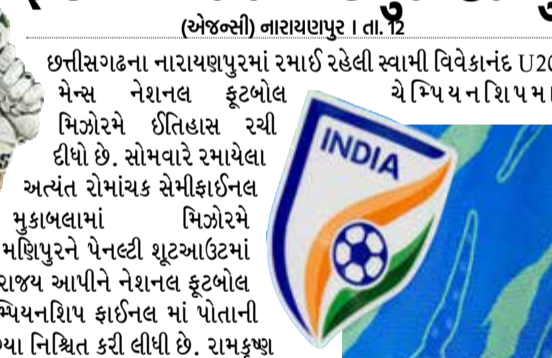 (એજન્સી) નારાયણપુર । તા. 12
છત્તીસગઢના નારાયણપુરમાં રમાઈ રહેલી સ્વામી વિવેકાનંદ U20
મેન્સ નેશનલ ફૂટબોલ ચેમ્પિયનશિપમાં
મિઝોરમે ઈતિહાસ રચી
દીધો છે. સોમવારે રમાયેલા
અત્યંત રોમાંચક સેમીફાઈનલ
મુકાબલામાં મિઝોરમે
મણિપુરને પેનલ્ટી શૂટઆઉટમાં
રાજય આપીને નેશનલ ફૂટબોલ
મ્પિયનશિપ ફાઈનલ માં પોતાની
ગ્યા નિશ્ચિત કરી લીધી છે. રામકૃષ્ણ
INDIA